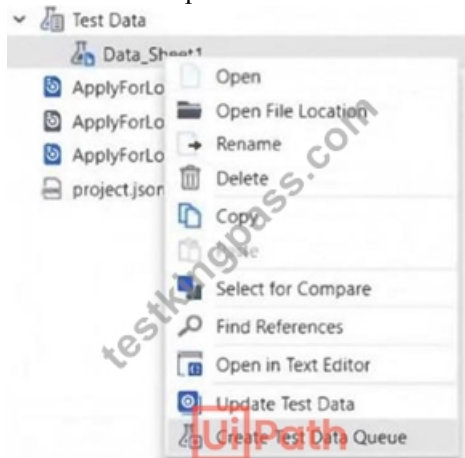 Test Data
Data_Sheet1
ApplyForLo
ApplyForLo
ApplyForLo
project.json
Open
Open File Location
Rename
Delete
Copy
Paste
Select for Compare
Find References
Open in Text Editor
Update Test Data
Create Test Data Queue
testkingpass.com
UiPath